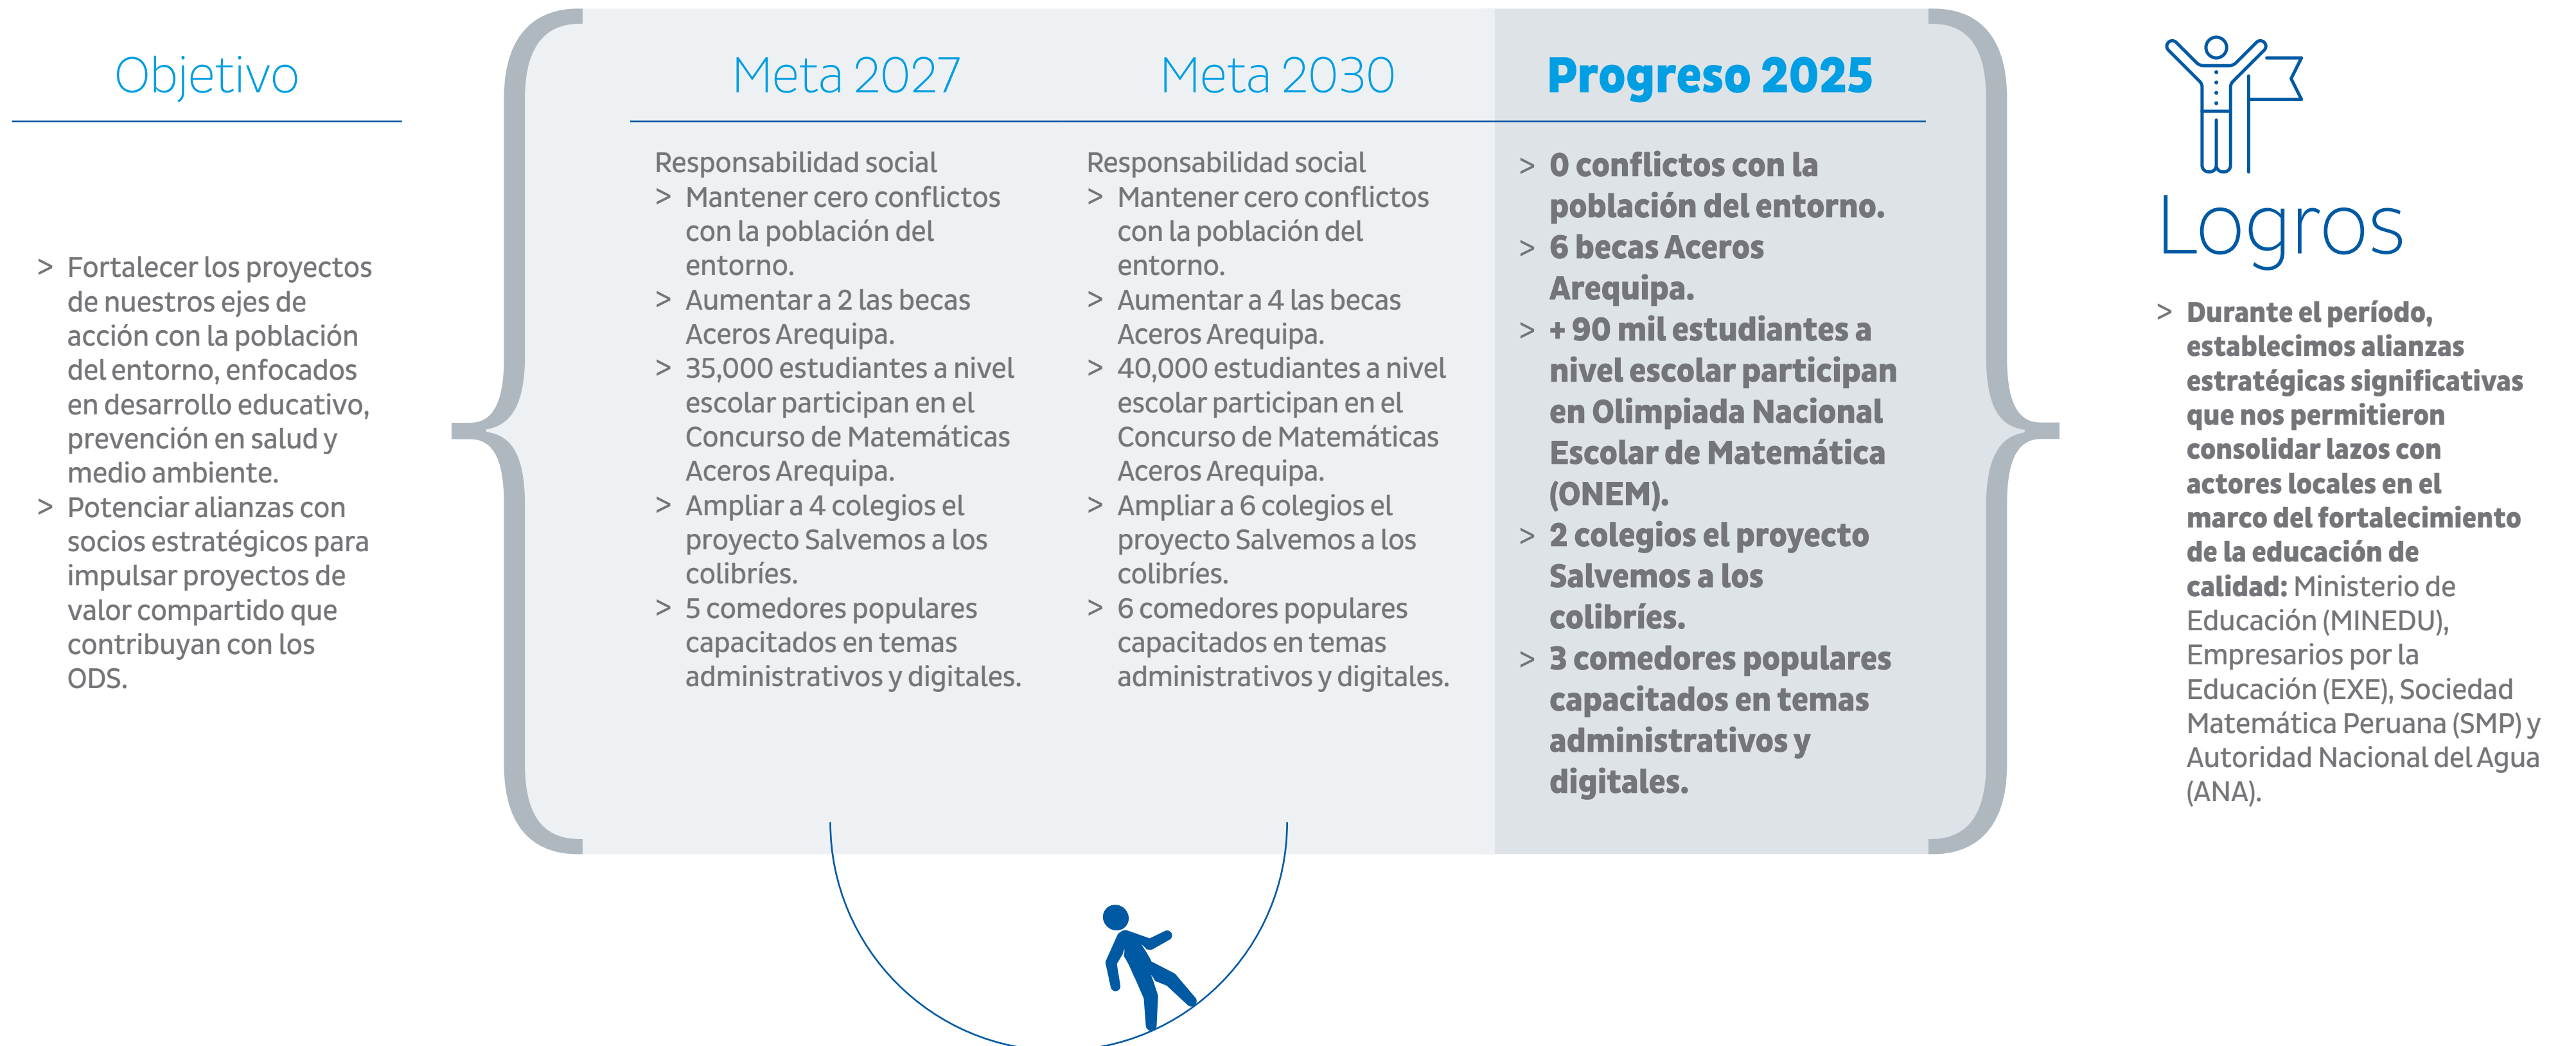 Objetivo
> Fortalecer los proyectos
de nuestros ejes de
acción con la población
del entorno, enfocados
en desarrollo educativo,
prevención en salud y
medio ambiente.
> Potenciar alianzas con
socios estratégicos para
impulsar proyectos de
valor compartido que
contribuyan con los
ODS.
Meta 2027
Responsabilidad social
> Mantener cero conflictos
con la población del
entorno.
> Aumentar a 2 las becas
Aceros Arequipa.
> 35,000 estudiantes a nivel
escolar participan en el
Concurso de Matemáticas
Aceros Arequipa.
> Ampliar a 4 colegios el
proyecto Salvemos a los
colibríes.
> 5 comedores populares
capacitados en temas
administrativos y digitales.
Meta 2030
Responsabilidad social
> Mantener cero conflictos
con la población del
entorno.
> Aumentar a 4 las becas
Aceros Arequipa.
> 40,000 estudiantes a nivel
escolar participan en el
Concurso de Matemáticas
Aceros Arequipa.
> Ampliar a 6 colegios el
proyecto Salvemos a los
colibríes.
> 6 comedores populares
capacitados en temas
administrativos y digitales.
Progreso 2025
> 0 conflictos con la
población del entorno.
> 6 becas Aceros
Arequipa.
> + 90 mil estudiantes a
nivel escolar participan
en Olimpiada Nacional
Escolar de Matemática
(ONEM).
> 2 colegios el proyecto
Salvemos a los
colibríes.
> 3 comedores populares
capacitados en temas
administrativos y
digitales.
Logros
> Durante el período,
establecimos alianzas
estratégicas significativas
que nos permitieron
consolidar lazos con
actores locales en el
marco del fortalecimiento
de la educación de
calidad: Ministerio de
Educación (MINEDU),
Empresarios por la
Educación (EXE), Sociedad
Matemática Peruana (SMP) y
Autoridad Nacional del Agua
(ANA).